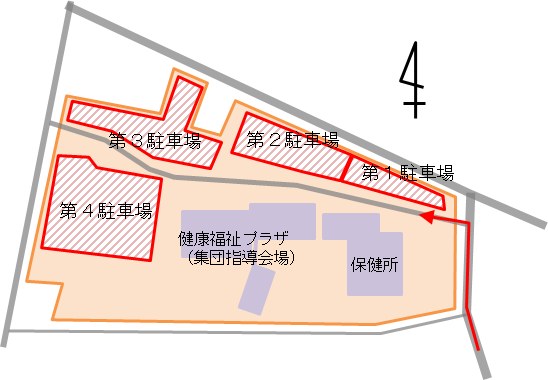 第３駐車場
第２駐車場
第１駐車場
第４駐車場
健康福祉プラザ
（集団指導会場）
保健所